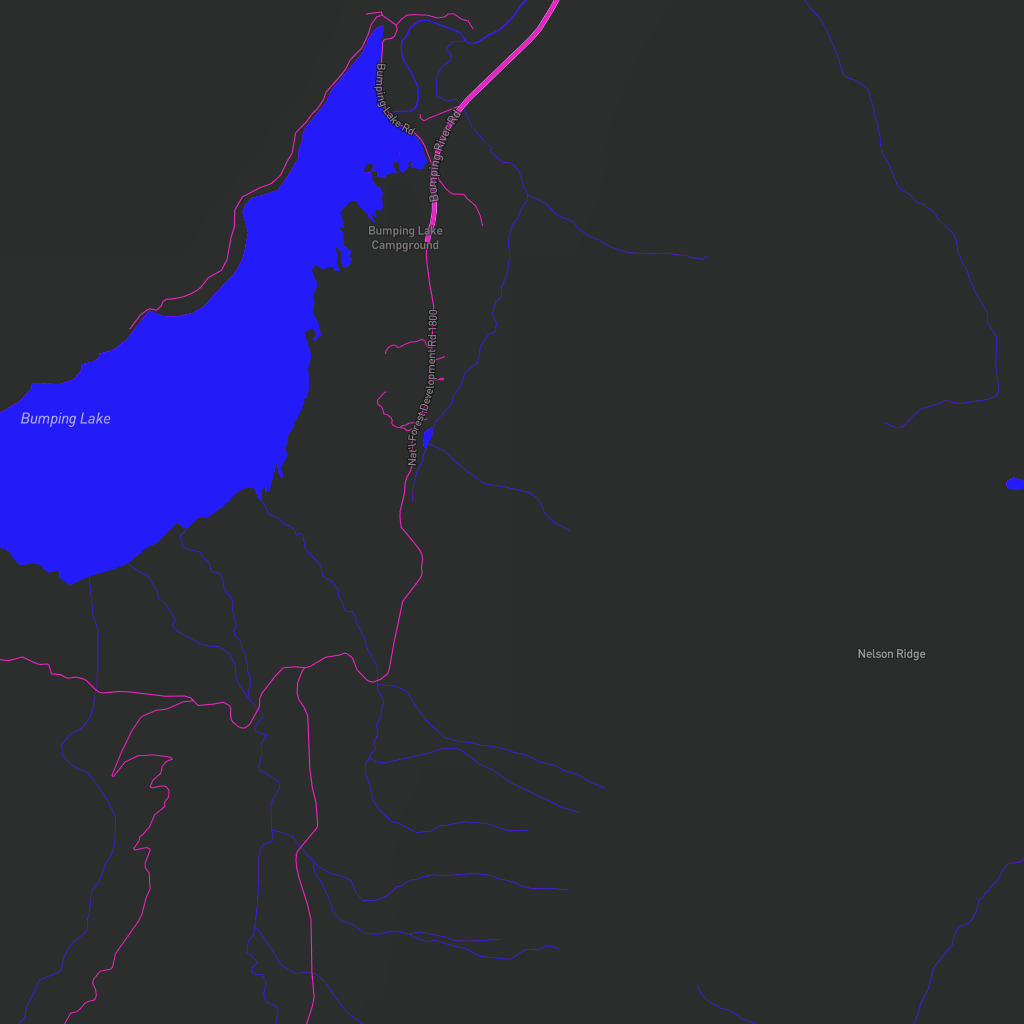 Bumping Lake Rd
Bumping River Rd
Bumping Lake
Campground
Nat'l Forest Development Rd 1800
Bumping Lake
Nelson Ridge